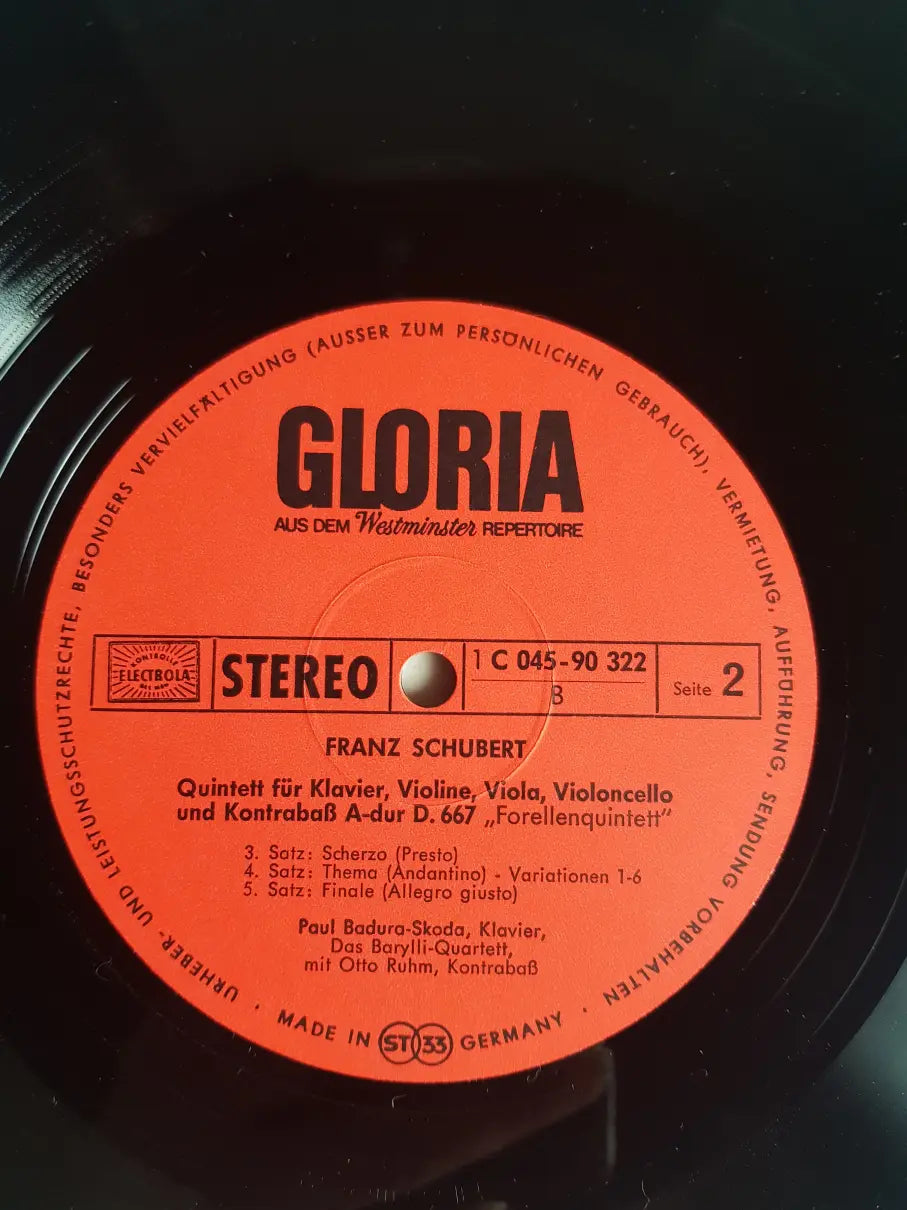 URHEBER- UND LEISTUNGSSCHUTZRECHTE, BESONDERS VERVIELFÄLTIGUNG (AUSSER ZUM PERSÖNLICHEN GEBRAUCH), VERMIETUNG, AUFFÜHRUNG, SENDUNG VORBEHALTEN
GLORIA
AUS DEM Westminster REPERTOIRE
KONTROLLE
ELECTROLA
STEREO
1 C 045-90 322
B
Seite 2
FRANZ SCHUBERT
Quintett für Klavier, Violine, Viola, Violoncello
und Kontrabaß A-dur D. 667 „Forellenquintett"
3. Satz: Scherzo (Presto)
4. Satz: Thema (Andantino) - Variationen 1-6
5. Satz: Finale (Allegro giusto)
Paul Badura-Skoda, Klavier,
Das Barylli-Quartett,
mit Otto Ruhm, Kontrabaß
· MADE IN ST 33 GERMANY ·